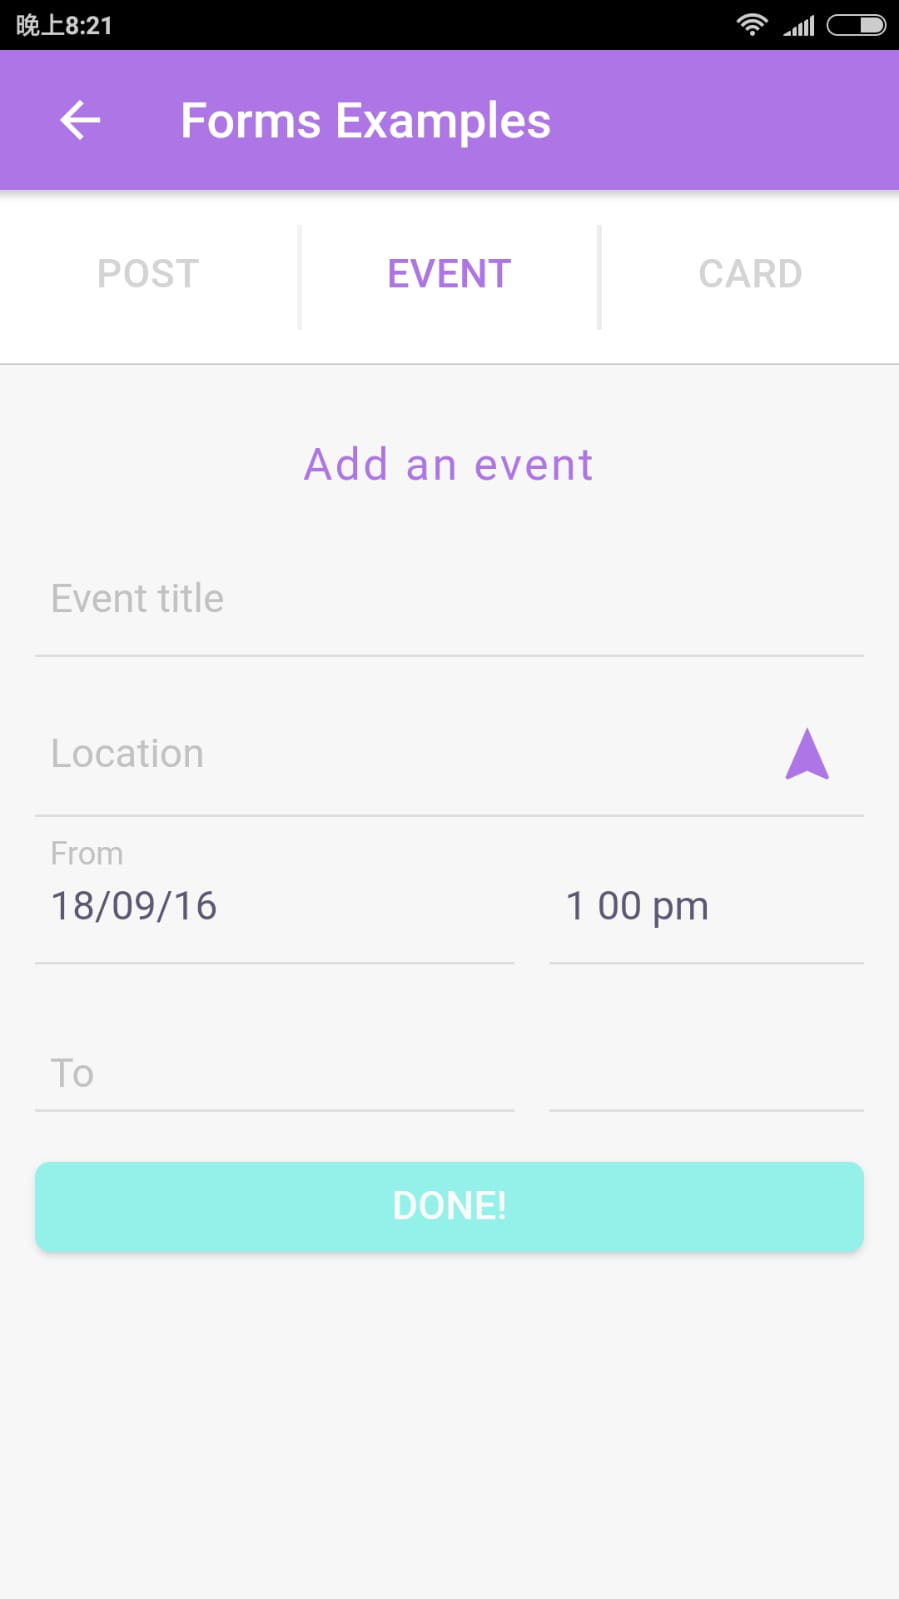 晚上8:21
Forms Examples
POST EVENT CARD
Add an event
Event title
Location
From
18/09/16 1 00 pm
To
DONE!